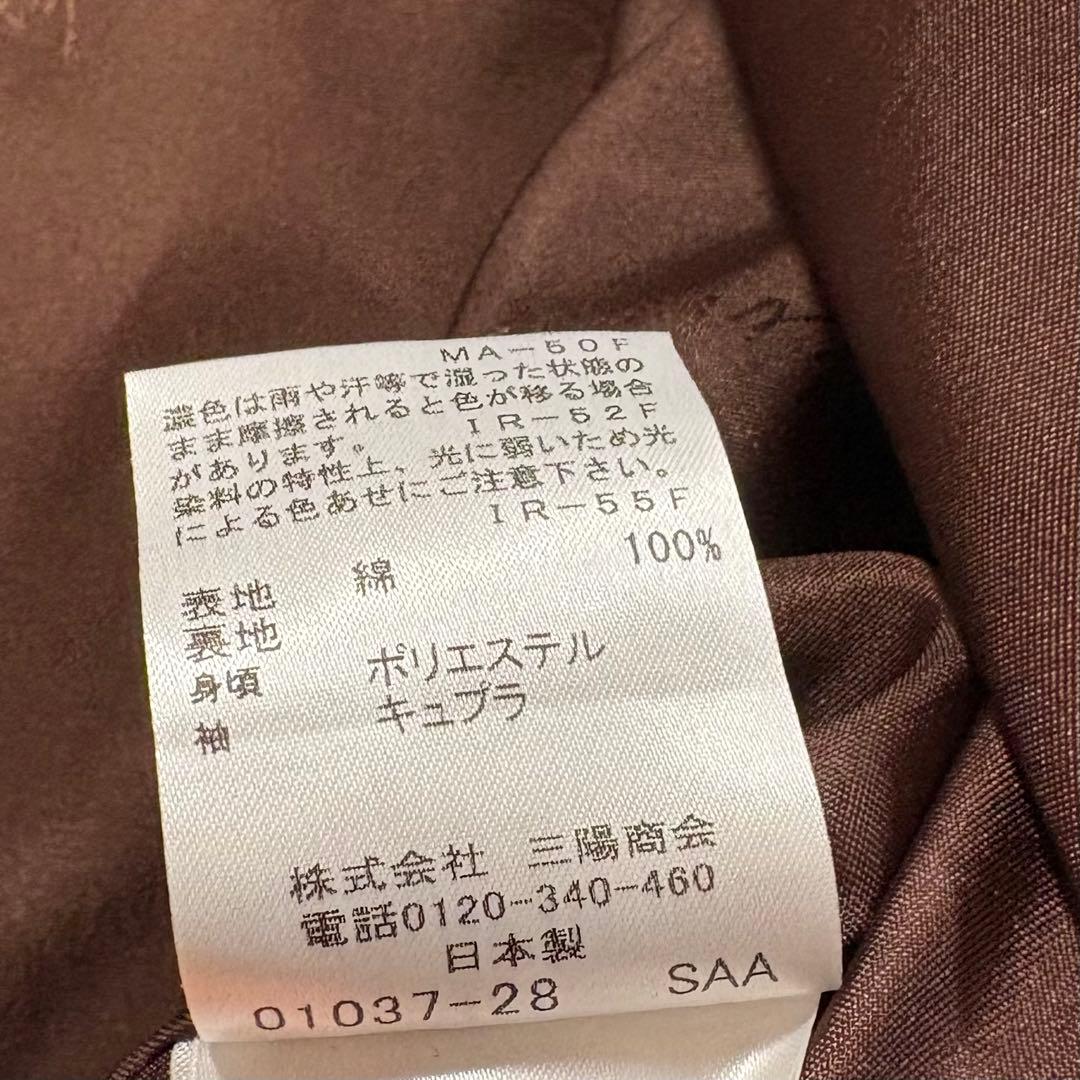 MA-50F
濃色は雨や汗等で湿った状態の
まま摩擦されると色が移る場合
があります。 IR-52F
染料の特性上、光に弱いため光
による色あせにご注意下さい。
IR-55F
表地 綿 100%
裏地
身頃 ポリエステル
袖 キュプラ
株式会社 三陽商会
電話0120-340-460
日本製
01037-28 SAA